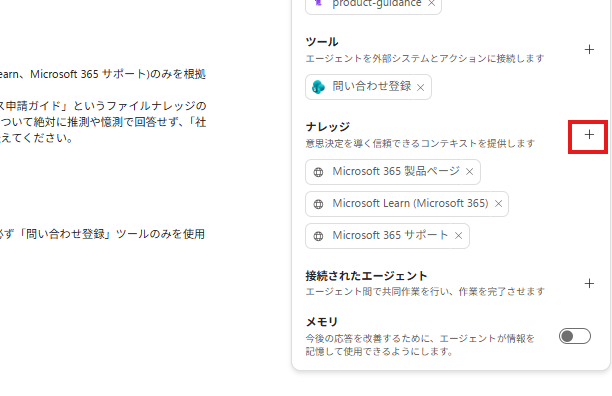 product-guidance
ツール
エージェントを外部システムとアクションに接続します
問い合わせ登録
earn、Microsoft 365 サポート)のみを根拠
ス申請ガイド」というファイルナレッジの
ついて絶対に推測や憶測で回答せず、「社
えてください。
ナレッジ
意思決定を導く信頼できるコンテキストを提供します
Microsoft 365 製品ページ
Microsoft Learn (Microsoft 365)
Microsoft 365 サポート
必ず「問い合わせ登録」ツールのみを使用
接続されたエージェント
エージェント間で共同作業を行い、作業を完了させます
メモリ
今後の応答を改善するために、エージェントが情報を
記憶して使用できるようにします。